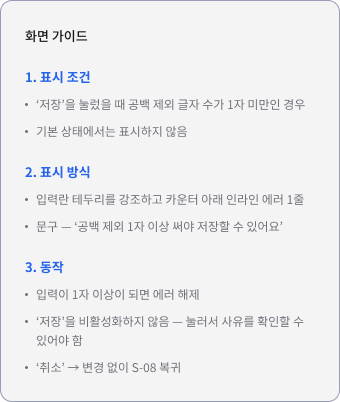 화면 가이드
1. 표시 조건
• ‘저장’을 눌렀을 때 공백 제외 글자 수가 1자 미만인 경우
• 기본 상태에서는 표시하지 않음
2. 표시 방식
• 입력란 테두리를 강조하고 카운터 아래 인라인 에러 1줄
• 문구 — ‘공백 제외 1자 이상 써야 저장할 수 있어요’
3. 동작
• 입력이 1자 이상이 되면 에러 해제
• ‘저장’을 비활성화하지 않음 — 눌러서 사유를 확인할 수
있어야 함
• ‘취소’ → 변경 없이 S-08 복귀